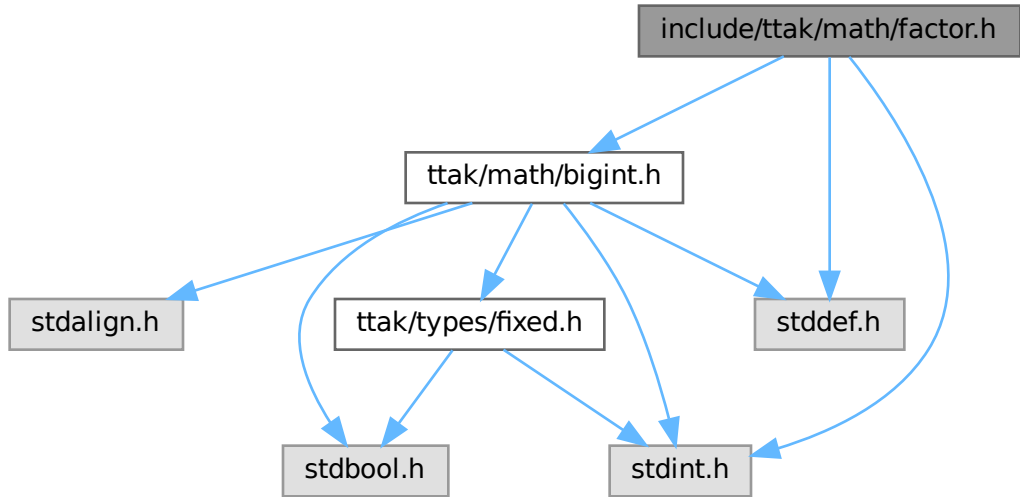 include/ttak/math/factor.h
ttak/math/bigint.h
stdalign.h
ttak/types/fixed.h
stddef.h
stdbool.h
stdint.h